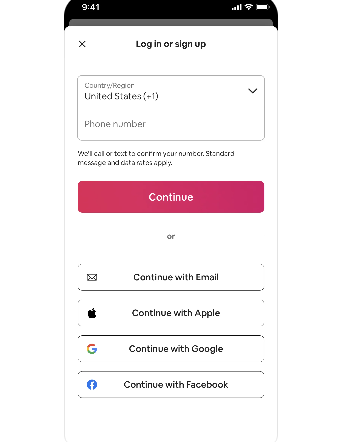 9:41
Log in or sign up
Country/Region
United States (+1)
Phone number
We'll call or text to confirm your number. Standard
message and data rates apply.
Continue
or
Continue with Email
Continue with Apple
Continue with Google
Continue with Facebook